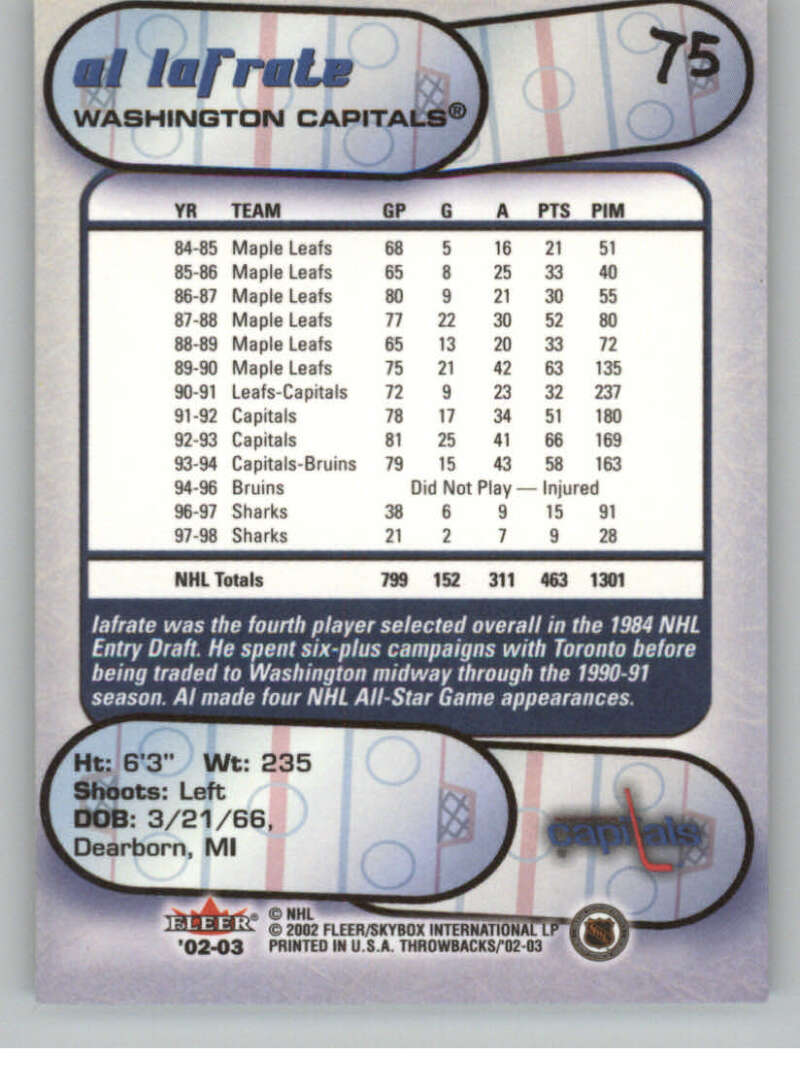 al Iafrate
WASHINGTON CAPITALS®
75
YR TEAM GP G A PTS PIM
84-85 Maple Leafs 68 5 16 21 51
85-86 Maple Leafs 65 8 25 33 40
86-87 Maple Leafs 80 9 21 30 55
87-88 Maple Leafs 77 22 30 52 80
88-89 Maple Leafs 65 13 20 33 72
89-90 Maple Leafs 75 21 42 63 135
90-91 Leafs-Capitals 72 9 23 32 237
91-92 Capitals 78 17 34 51 180
92-93 Capitals 81 25 41 66 169
93-94 Capitals-Bruins 79 15 43 58 163
94-96 Bruins Did Not Play — Injured
96-97 Sharks 38 6 9 15 91
97-98 Sharks 21 2 7 9 28
NHL Totals 799 152 311 463 1301
Iafrate was the fourth player selected overall in the 1984 NHL
Entry Draft. He spent six-plus campaigns with Toronto before
being traded to Washington midway through the 1990-91
season. Al made four NHL All-Star Game appearances.
Ht: 6'3" Wt: 235
Shoots: Left
DOB: 3/21/66,
Dearborn, MI
capitals
FLEER®
'02-03
© NHL
© 2002 FLEER/SKYBOX INTERNATIONAL LP
PRINTED IN U.S.A. THROWBACKS/'02-03
NHL